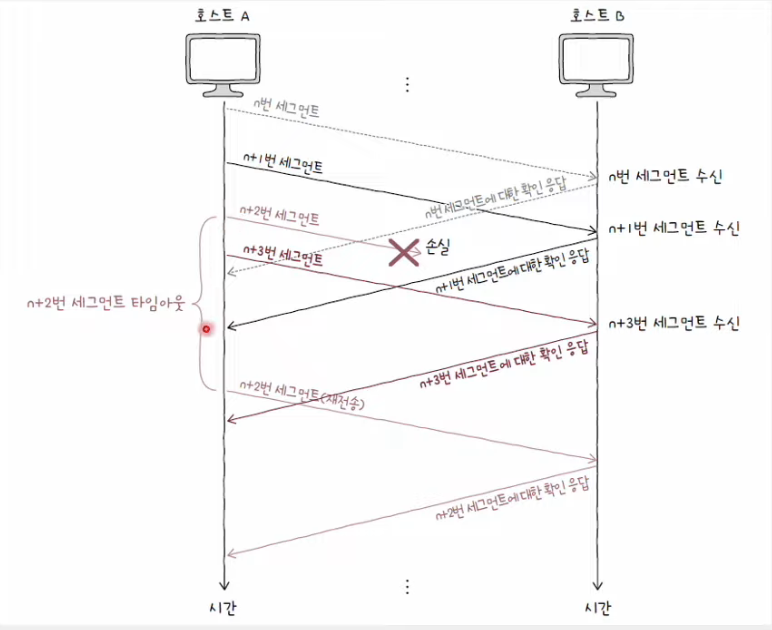 호스트 A
호스트 B
⋮
n번 세그먼트
n+1번 세그먼트
n번 세그먼트 수신
n번 세그먼트에 대한 확인 응답
n+2번 세그먼트
n+1번 세그먼트 수신
손실
n+3번 세그먼트
n+1번 세그먼트에 대한 확인 응답
n+2번 세그먼트 타임아웃
n+3번 세그먼트 수신
n+3번 세그먼트에 대한 확인 응답
n+2번 세그먼트(재전송)
n+2번 세그먼트에 대한 확인 응답
⋮
시간
시간